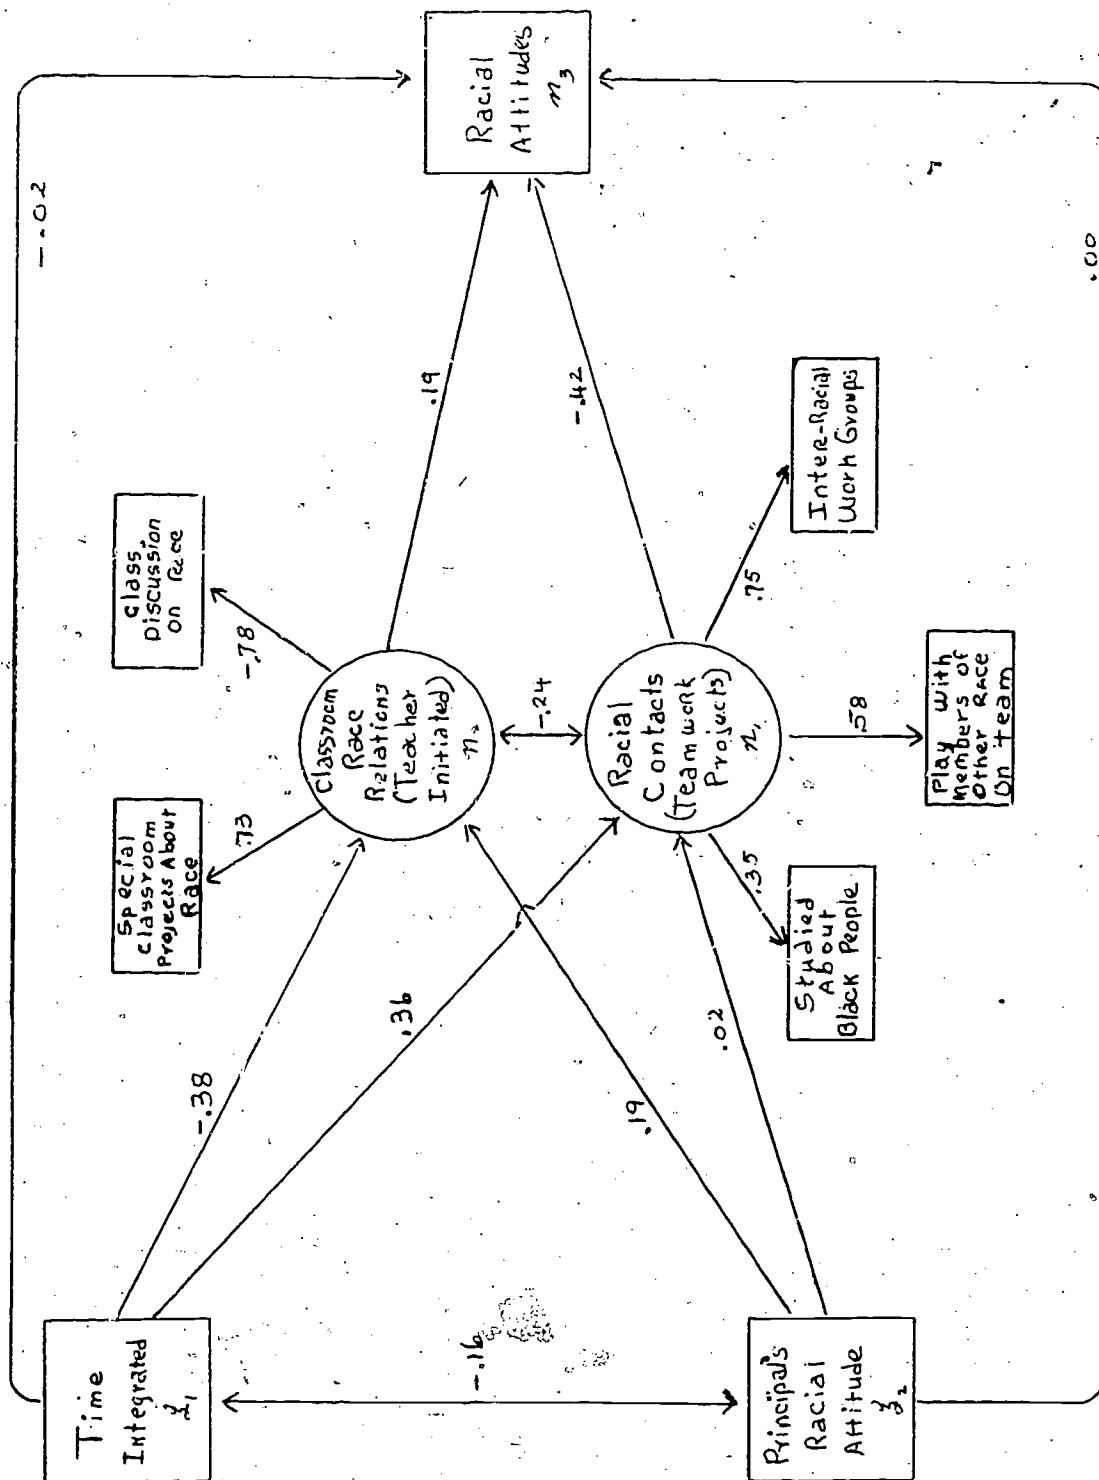 -.02
Time
Integrated
ξ₁
-.38
.36
-.16
Principal's
Racial
Attitude
ξ₂
.19
.02
.00
Special
Classroom
Projects About
Race
.73
Class
Discussion
On Race
-.78
Classroom
Race
Relations
(Teacher
Initiated)
η₂
-.24
Racial
Contacts
(Teamwork
Projects)
η₁
.35
Studied
About
Black People
.58
Play With
Members of
Other Race
On Team
.75
Inter-Racial
Work Groups
.19
-.42
Racial
Attitudes
η₃